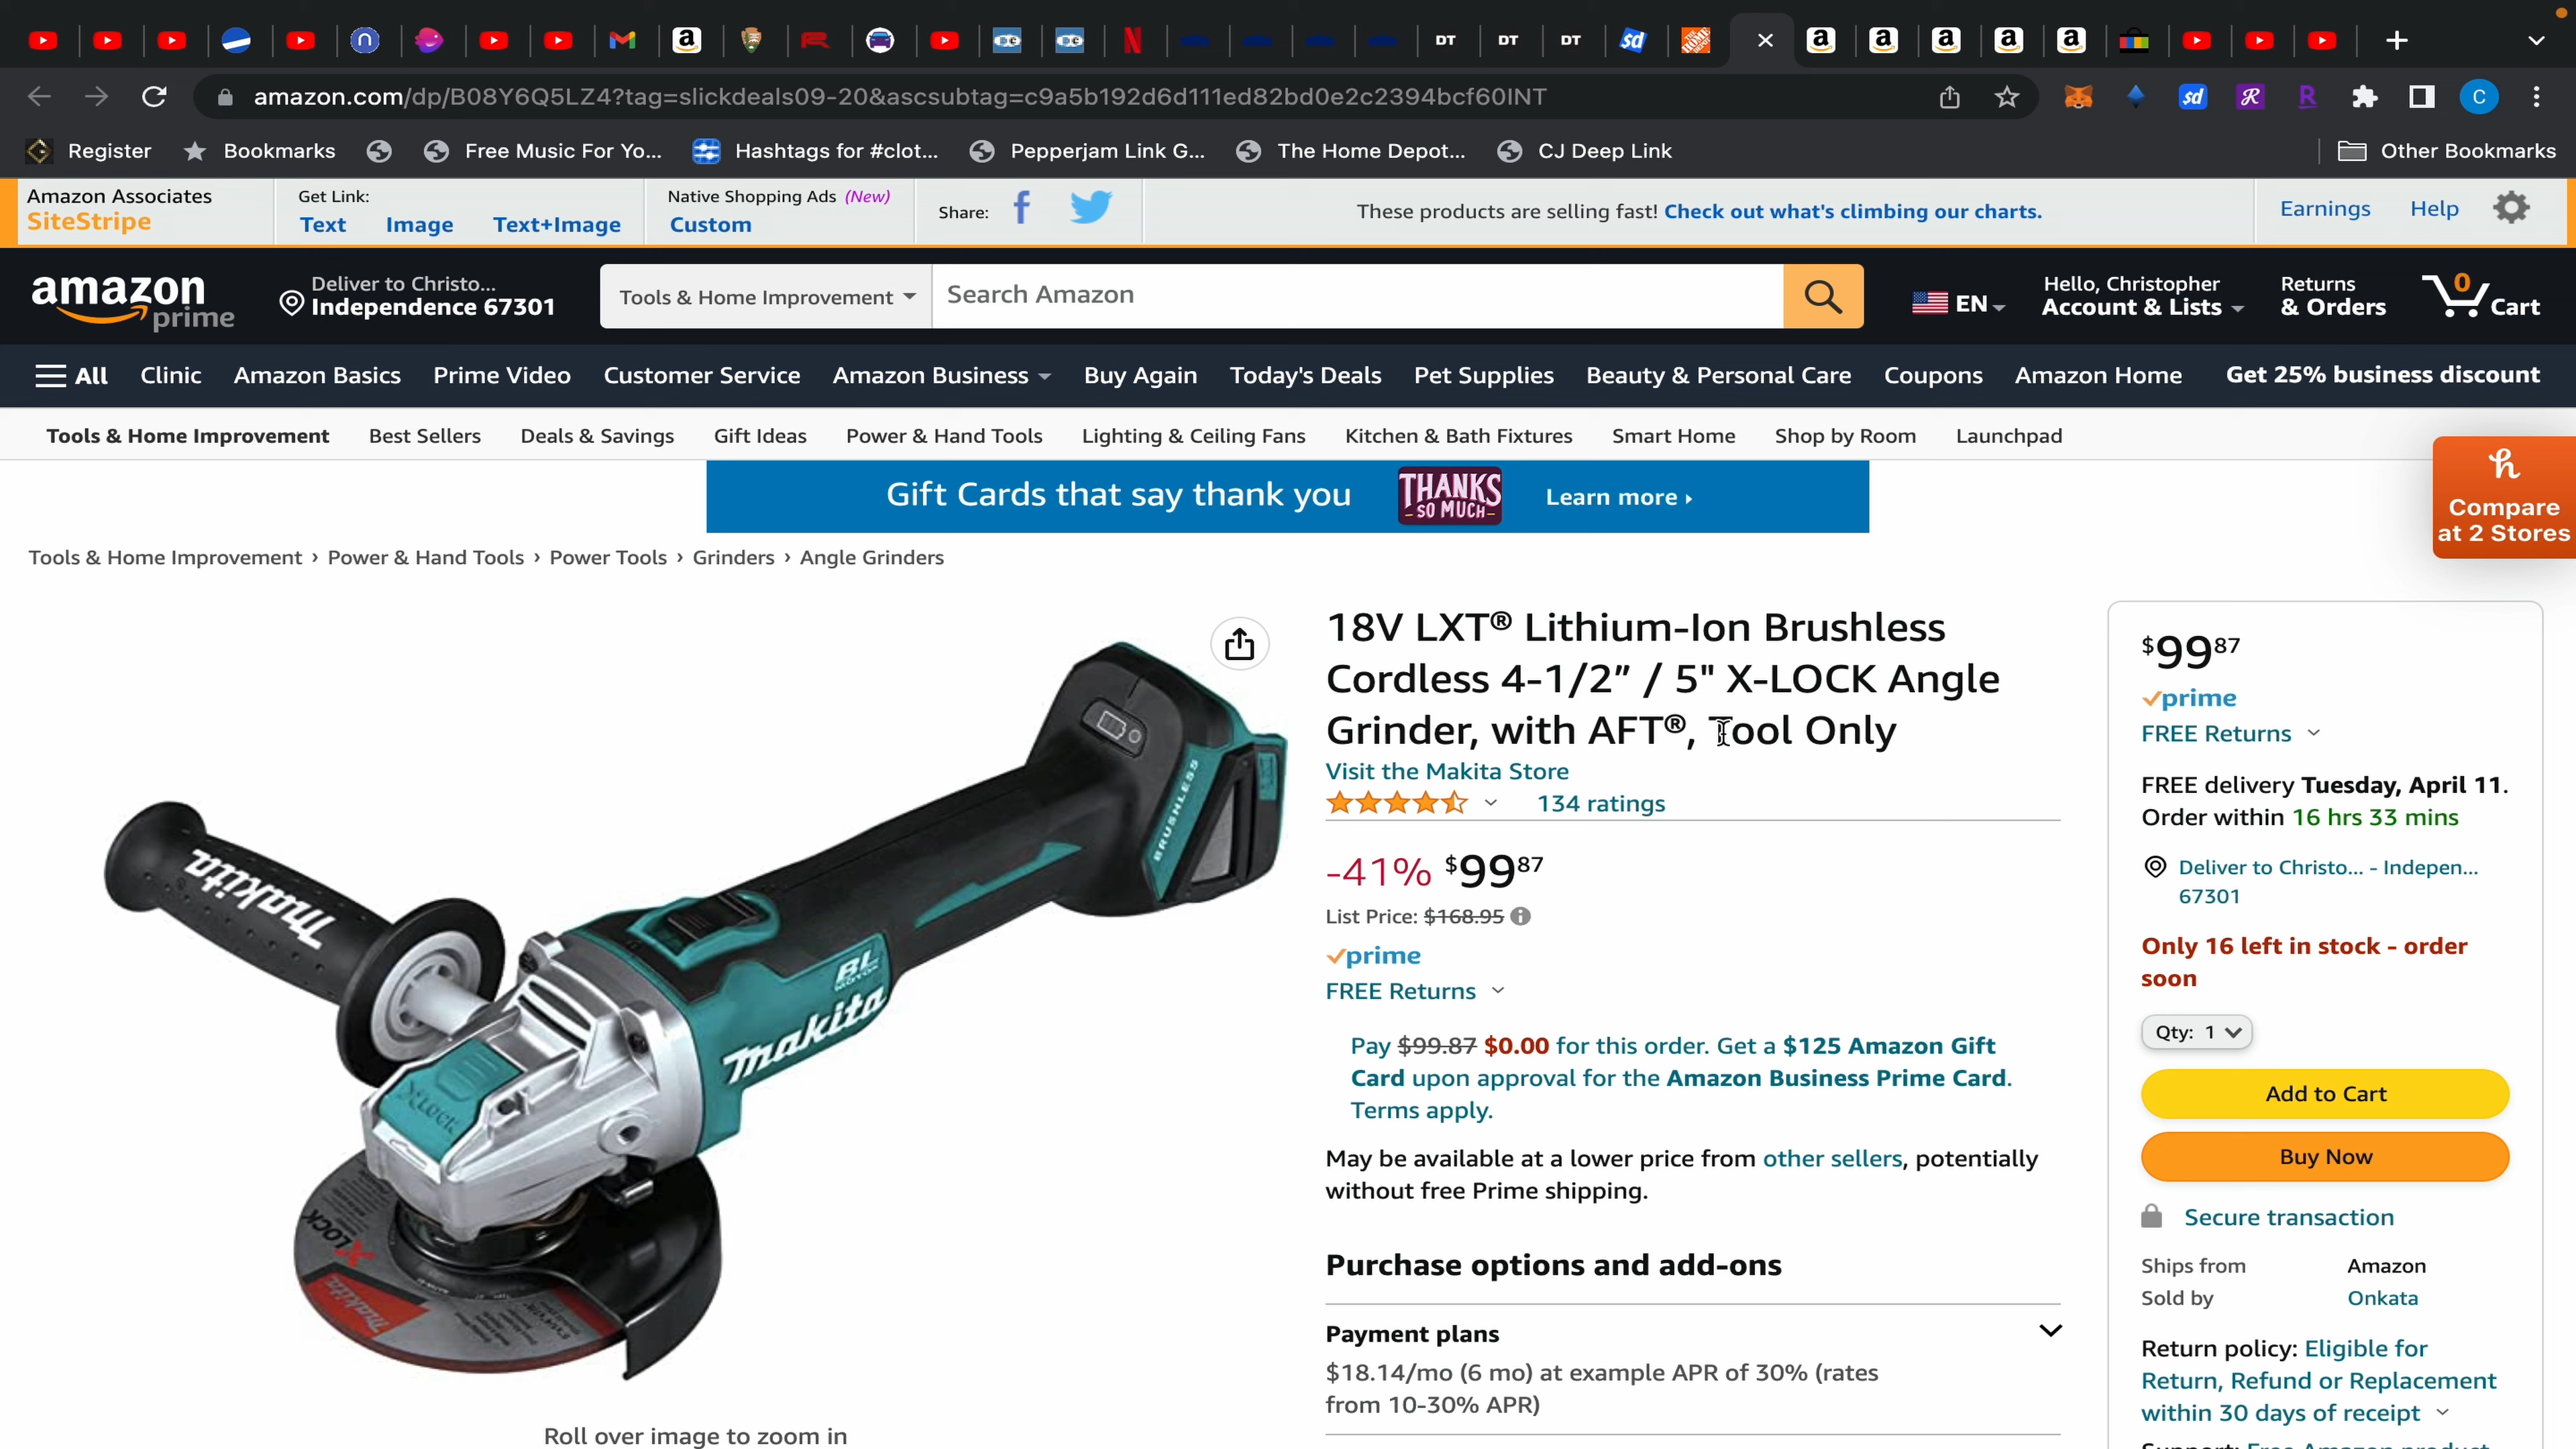 amazon.com/dp/B08Y6Q5LZ4?tag=slickdeals09-20&ascsubtag=c9a5b192d6d111ed82bd0e2c2394bcf60INT
Register
Bookmarks
Free Music For Yo...
Hashtags for #clot...
Pepperjam Link G...
The Home Depot...
CJ Deep Link
Other Bookmarks
Amazon Associates
SiteStripe
Get Link:
Text Image Text+Image
Native Shopping Ads (New)
Custom
Share:
These products are selling fast! Check out what's climbing our charts.
Earnings Help
amazon
prime
Deliver to Christo...
Independence 67301
Tools & Home Improvement
Search Amazon
EN
Hello, Christopher
Account & Lists
Returns
& Orders
0
Cart
All Clinic Amazon Basics Prime Video Customer Service Amazon Business Buy Again Today's Deals Pet Supplies Beauty & Personal Care Coupons Amazon Home Get 25% business discount
Tools & Home Improvement Best Sellers Deals & Savings Gift Ideas Power & Hand Tools Lighting & Ceiling Fans Kitchen & Bath Fixtures Smart Home Shop by Room Launchpad
Gift Cards that say thank you
THANKS
SO MUCH
Learn more ▸
Compare
at 2 Stores
Tools & Home Improvement › Power & Hand Tools › Power Tools › Grinders › Angle Grinders
makita
BRUSHLESS
BL
makita
X-LOCK
X-LOCK
makita
Roll over image to zoom in
18V LXT® Lithium-Ion Brushless
Cordless 4-1/2” / 5" X-LOCK Angle
Grinder, with AFT®, Tool Only
Visit the Makita Store
134 ratings
-41% $99 87
List Price: $168.95
prime
FREE Returns
Pay $99.87 $0.00 for this order. Get a $125 Amazon Gift
Card upon approval for the Amazon Business Prime Card.
Terms apply.
May be available at a lower price from other sellers, potentially
without free Prime shipping.
Purchase options and add-ons
Payment plans
$18.14/mo (6 mo) at example APR of 30% (rates
from 10-30% APR)
$99 87
prime
FREE Returns
FREE delivery Tuesday, April 11.
Order within 16 hrs 33 mins
Deliver to Christo... - Indepen...
67301
Only 16 left in stock - order
soon
Qty: 1
Add to Cart
Buy Now
Secure transaction
Ships from Amazon
Sold by Onkata
Return policy: Eligible for
Return, Refund or Replacement
within 30 days of receipt
Support: Free Amazon product